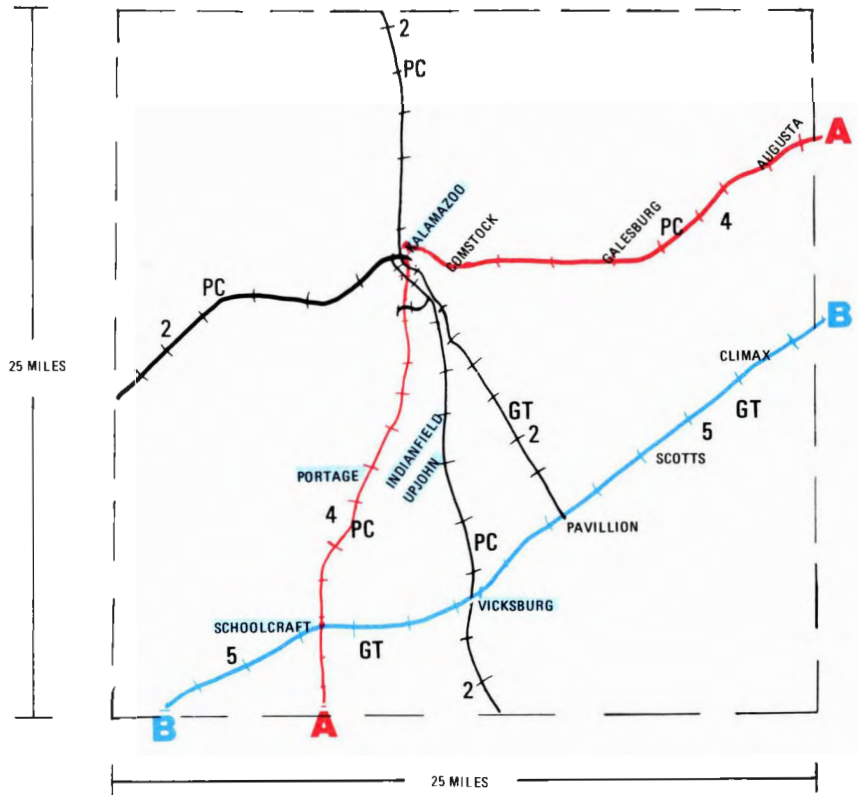 2
PC
A
AUGUSTA
KALAMAZOO
COMSTOCK
GALESBURG
PC
4
PC
2
B
CLIMAX
GT
5
SCOTTS
25 MILES
GT
2
INDIANFIELD
UPJOHN
PORTAGE
4
PC
PC
PAVILLION
VICKSBURG
SCHOOLCRAFT
GT
5
2
B
A
25 MILES